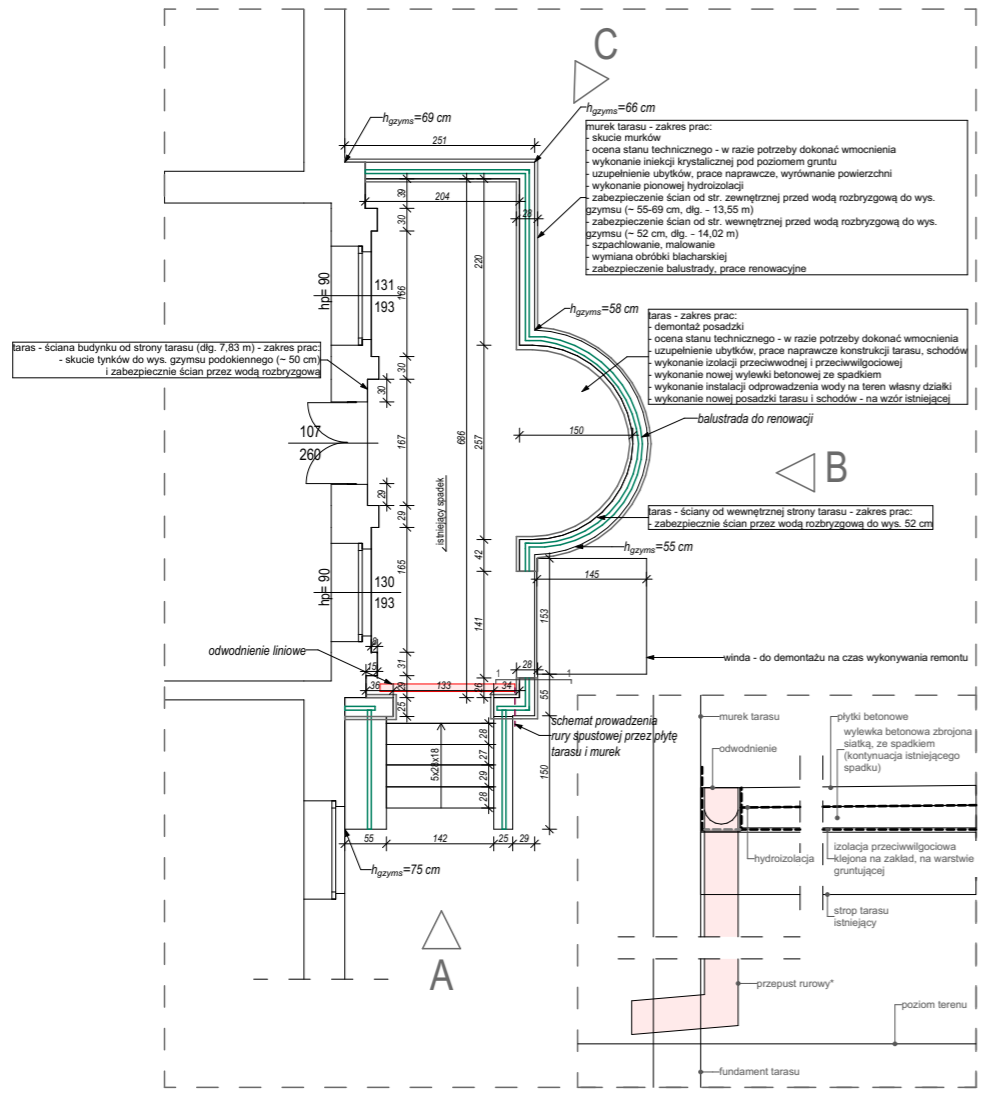 C
h gzyms=69 cm
h gzyms=66 cm
251
murek tarasu - zakres prac:
- skucie murków
- ocena stanu technicznego - w razie potrzeby dokonać wmocnienia
- wykonanie iniekcji krystalicznej pod poziomem gruntu
- uzupełnienie ubytków, prace naprawcze, wyrównanie powierzchni
- wykonanie pionowej hydroizolacji
- zabezpieczenie ścian od str. zewnętrznej przed wodą rozbryzgową do wys.
gzymsu (~ 55-69 cm, dłg. - 13,55 m)
- zabezpieczenie ścian od str. wewnętrznej przed wodą rozbryzgową do wys.
gzymsu (~ 52 cm, dłg. - 14,02 m)
- szpachlowanie, malowanie
- wymiana obróbki blacharskiej
- zabezpieczenie balustrady, prace renowacyjne
39
204
28
30
220
hp= 90
131
193
166
h gzyms=58 cm
taras - zakres prac:
- demontaż posadzki
- ocena stanu technicznego - w razie potrzeby dokonać wmocnienia
- uzupełnienie ubytków, prace naprawcze konstrukcji tarasu, schodów
- wykonanie izolacji przeciwwodnej i przeciwwilgociowej
- wykonanie nowej wylewki betonowej ze spadkiem
- wykonanie instalacji odprowadzenia wody na teren własny działki
- wykonanie nowej posadzki tarasu i schodów - na wzór istniejącej
taras - ściana budynku od strony tarasu (dłg. 7,83 m) - zakres prac:
- skucie tynków do wys. gzymsu podokiennego (~ 50 cm)
i zabezpiecznie ścian przez wodą rozbryzgową
30
30
balustrada do renowacji
107
260
167
686
257
150
B
29
istniejący spadek
taras - ściany od wewnętrznej strony tarasu - zakres prac:
- zabezpiecznie ścian przez wodą rozbryzgową do wys. 52 cm
29
42
h gzyms=55 cm
145
hp= 90
130
193
165
141
153
odwodnienie liniowe
8
winda - do demontażu na czas wykonywania remontu
15
31
28
1
1
36
29
133
34
26
55
25
schemat prowadzenia
rury spustowej przez płytę
tarasu i murek
28
27
29
28
5x28x18
150
55
142
25
29
h gzyms=75 cm
A
murek tarasu
płytki betonowe
wylewka betonowa zbrojona
siatką, ze spadkiem
(kontynuacja istniejącego
spadku)
odwodnienie
hydroizolacja
izolacja przeciwwilgociowa
klejona na zakład, na warstwie
gruntującej
strop tarasu
istniejący
przepust rurowy*
poziom terenu
fundament tarasu